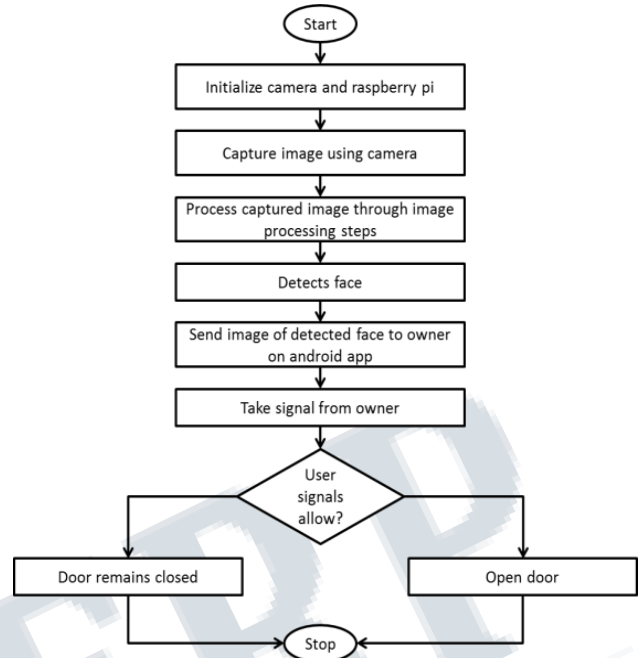 Start
Initialize camera and raspberry pi
Capture image using camera
Process captured image through image
processing steps
Detects face
Send image of detected face to owner
on android app
Take signal from owner
User
signals
allow?
Door remains closed
Open door
Stop